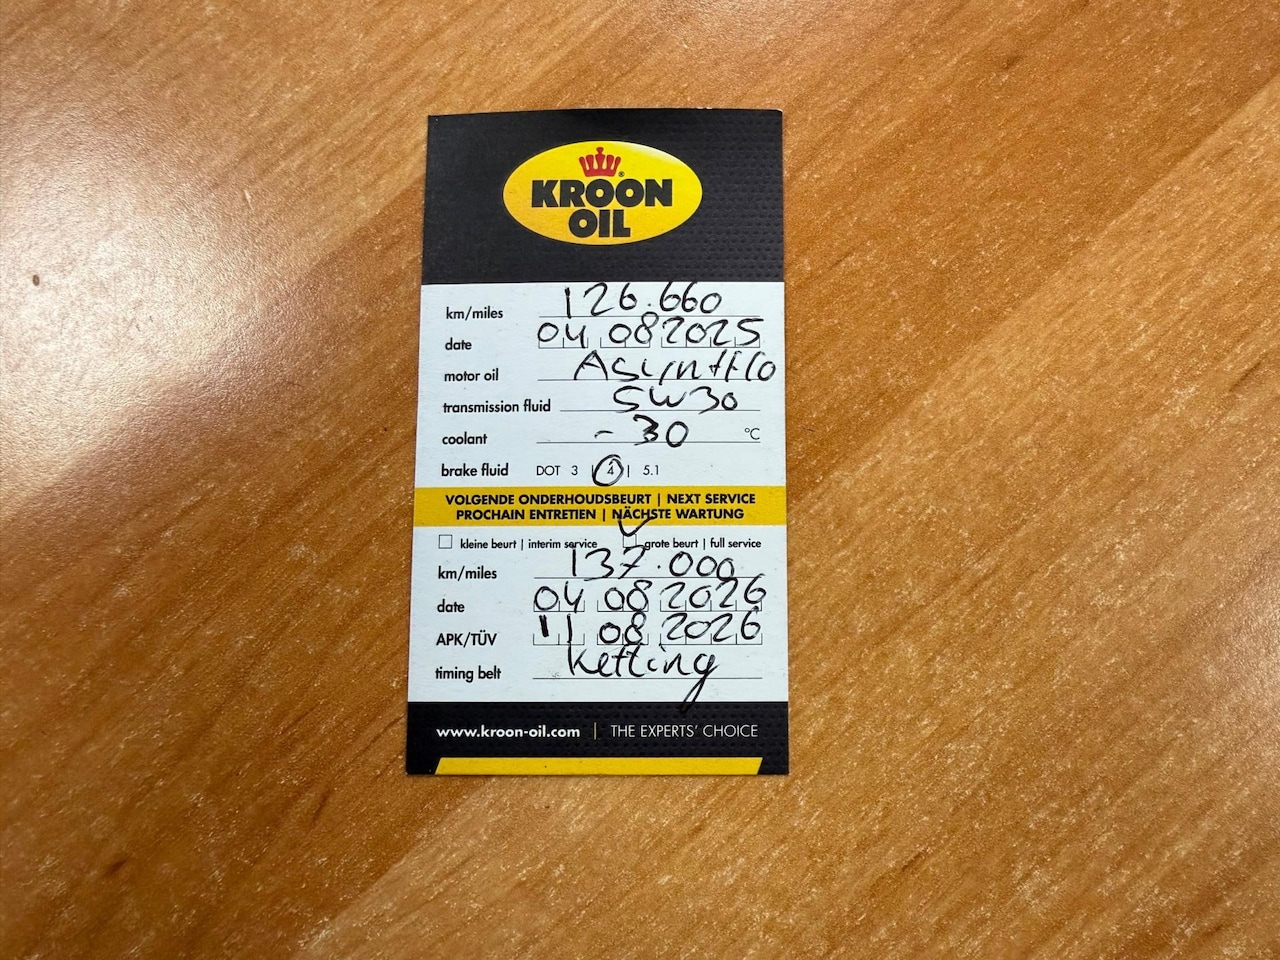 KROON
OIL
km/miles 126.660
date 04 08 2025
motor oil Asyntho
transmission fluid 5W30
coolant -30 °C
brake fluid DOT 3 | 4 | 5.1
VOLGENDE ONDERHOUDSBEURT | NEXT SERVICE
PROCHAIN ENTRETIEN | NÄCHSTE WARTUNG
kleine beurt | interim service grote beurt | full service
km/miles 137.000
date 04 08 2026
APK/TÜV 11 08 2026
timing belt ketting
www.kroon-oil.com | THE EXPERTS' CHOICE